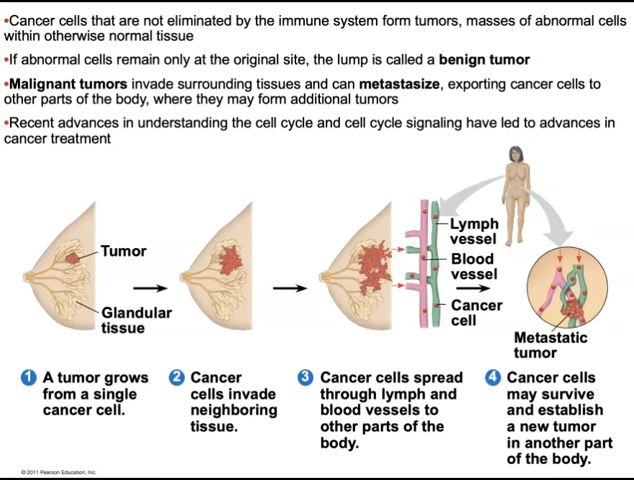 •Cancer cells that are not eliminated by the immune system form tumors, masses of abnormal cells
within otherwise normal tissue
•If abnormal cells remain only at the original site, the lump is called a benign tumor
•Malignant tumors invade surrounding tissues and can metastasize, exporting cancer cells to
other parts of the body, where they may form additional tumors
•Recent advances in understanding the cell cycle and cell cycle signaling have led to advances in
cancer treatment
Tumor
Glandular
tissue
Lymph
vessel
Blood
vessel
Cancer
cell
Metastatic
tumor
1 A tumor grows
from a single
cancer cell.
2 Cancer
cells invade
neighboring
tissue.
3 Cancer cells spread
through lymph and
blood vessels to
other parts of the
body.
4 Cancer cells
may survive
and establish
a new tumor
in another part
of the body.
© 2011 Pearson Education, Inc.